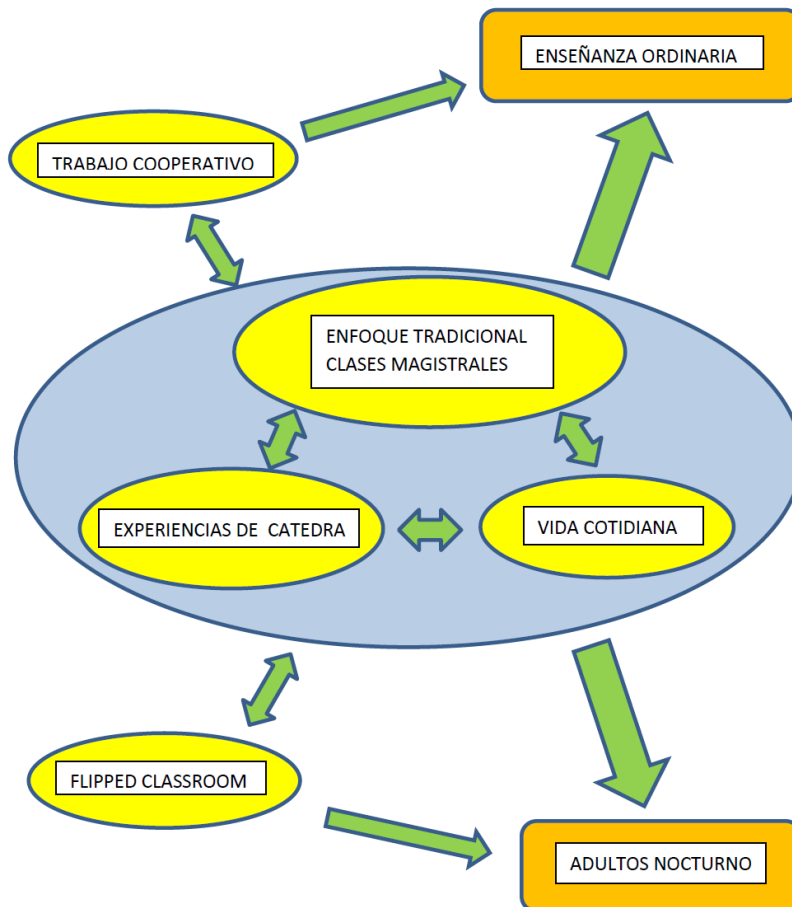 ENSEÑANZA ORDINARIA
TRABAJO COOPERATIVO
ENFOQUE TRADICIONAL
CLASES MAGISTRALES
EXPERIENCIAS DE CATEDRA
VIDA COTIDIANA
FLIPPED CLASSROOM
ADULTOS NOCTURNO